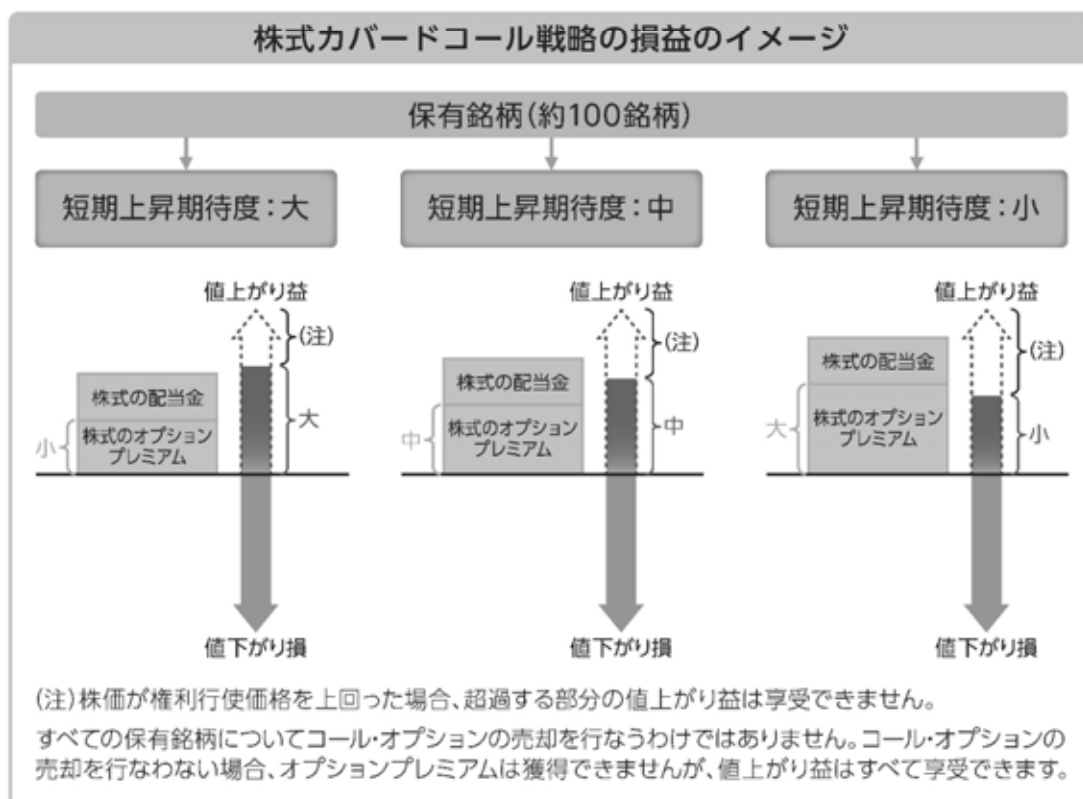 株式カバードコール戦略の損益のイメージ
保有銘柄(約100銘柄)
短期上昇期待度:大
短期上昇期待度:中
短期上昇期待度:小
値上がり益
(注)
株式の配当金
大
小
株式のオプション
プレミアム
値下がり損
値上がり益
(注)
株式の配当金
中
中
株式のオプション
プレミアム
値下がり損
値上がり益
(注)
株式の配当金
大
株式のオプション
プレミアム
小
値下がり損
(注)株価が権利行使価格を上回った場合、超過する部分の値上がり益は享受できません。
すべての保有銘柄についてコール・オプションの売却を行なうわけではありません。コール・オプションの
売却を行なわない場合、オプションプレミアムは獲得できませんが、値上がり益はすべて享受できます。